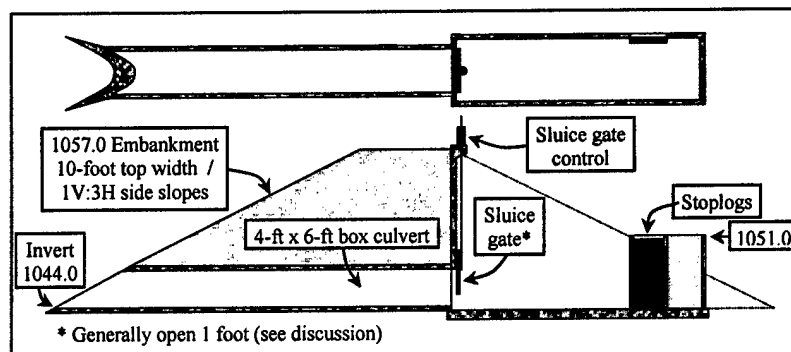 1057.0 Embankment
10-foot top width /
1V:3H side slopes
Sluice gate
control
Sluice
gate*
Stoplogs
1051.0
4-ft x 6-ft box culvert
Invert
1044.0
* Generally open 1 foot (see discussion)